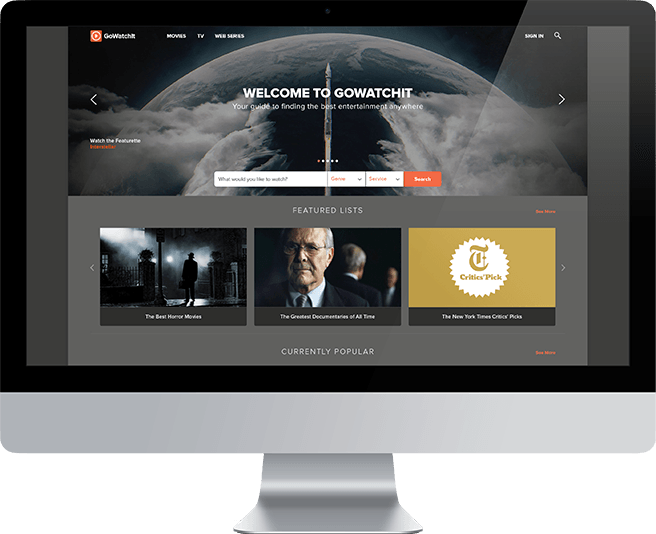 GoWatchIt
MOVIES TV WEB SERIES
SIGN IN
WELCOME TO GOWATCHIT
Your guide to finding the best entertainment anywhere
Watch the Featurette
Interstellar
What would you like to watch?
Genre
Service
Search
FEATURED LISTS
See More
T
Critics' Pick
The Best Horror Movies
The Greatest Documentaries of All Time
The New York Times Critics' Picks
CURRENTLY POPULAR
See More